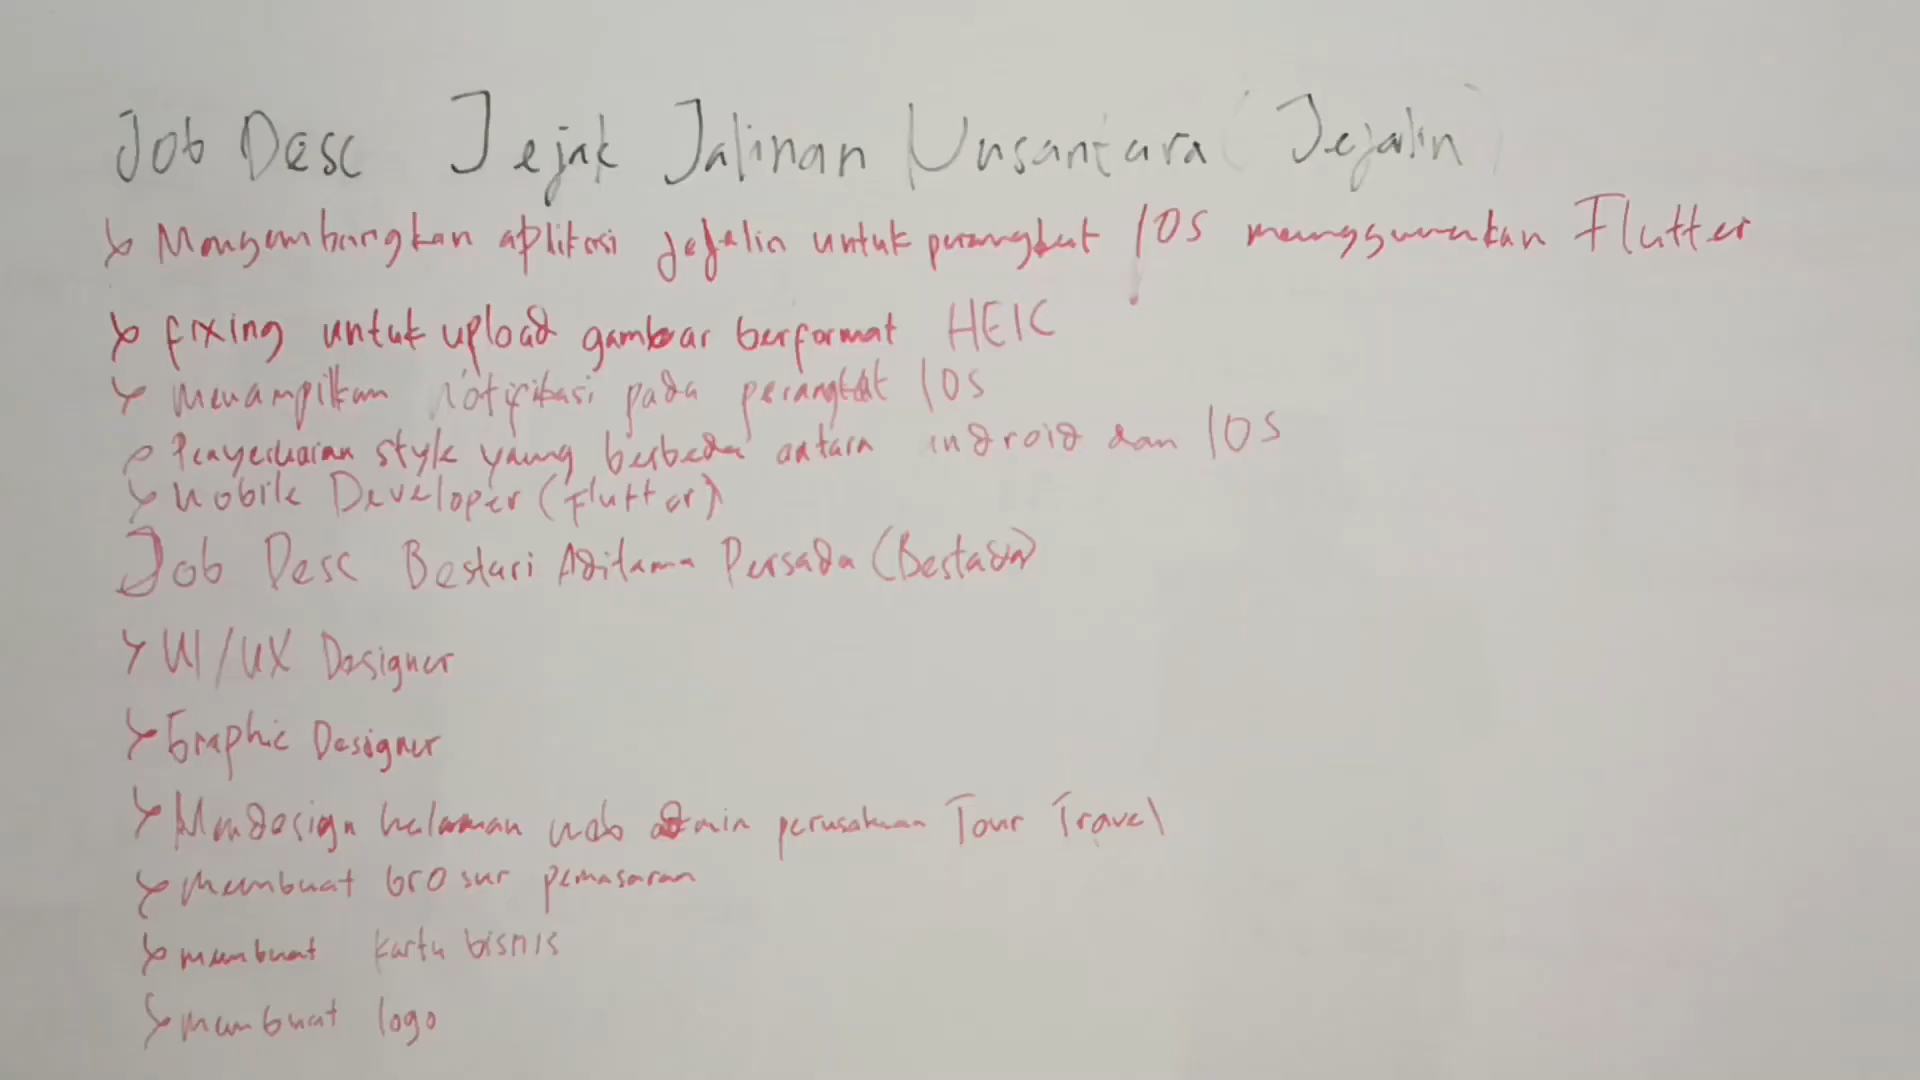 Job Desc Jejak Jalinan Nusantara (Jejalin)
Mengembangkan aplikasi Jejalin untuk perangkat IOS menggunakan Flutter
fixing untuk upload gambar berformat HEIC
menampilkan notifikasi pada perangkat IOS
Penyesuaian style yang berbeda antara android dan IOS
Mobile Developer (Flutter)
Job Desc Bestari Aditama Persada (Bestada)
UI/UX Designer
Graphic Designer
Mendesign halaman web admin perusahaan Tour Travel
membuat brosur pemasaran
membuat kartu bisnis
membuat logo